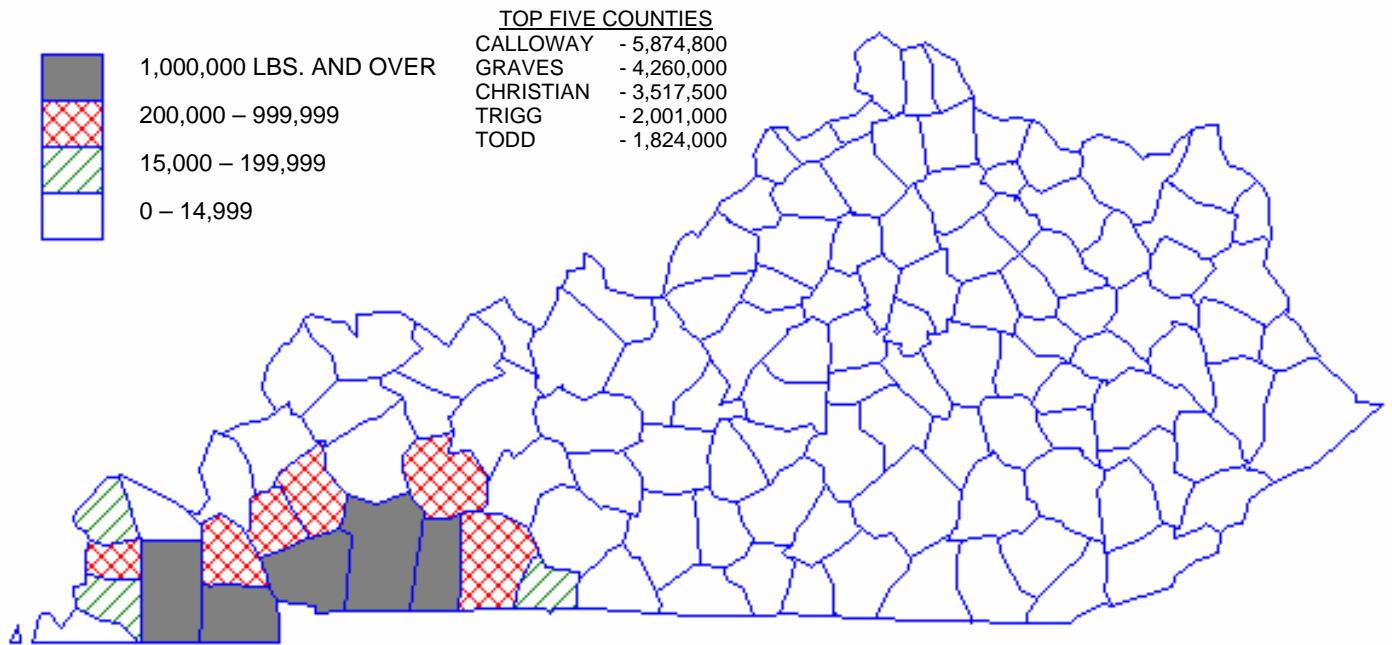 TOP FIVE COUNTIES
CALLOWAY - 5,874,800
GRAVES - 4,260,000
CHRISTIAN - 3,517,500
TRIGG - 2,001,000
TODD - 1,824,000
1,000,000 LBS. AND OVER
200,000 – 999,999
15,000 – 199,999
0 – 14,999